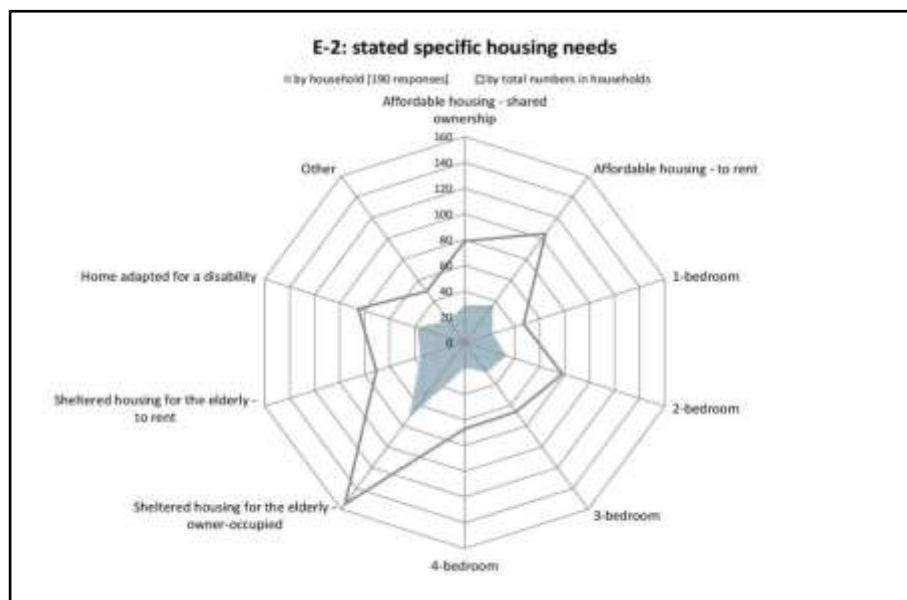 E-2: stated specific housing needs
by household [190 responses] by total numbers in households
Affordable housing - shared
ownership
160
140
120
100
80
60
40
20
0
Affordable housing - to rent
1-bedroom
2-bedroom
3-bedroom
4-bedroom
Sheltered housing for the elderly -
owner-occupied
Sheltered housing for the elderly -
to rent
Home adapted for a disability
Other